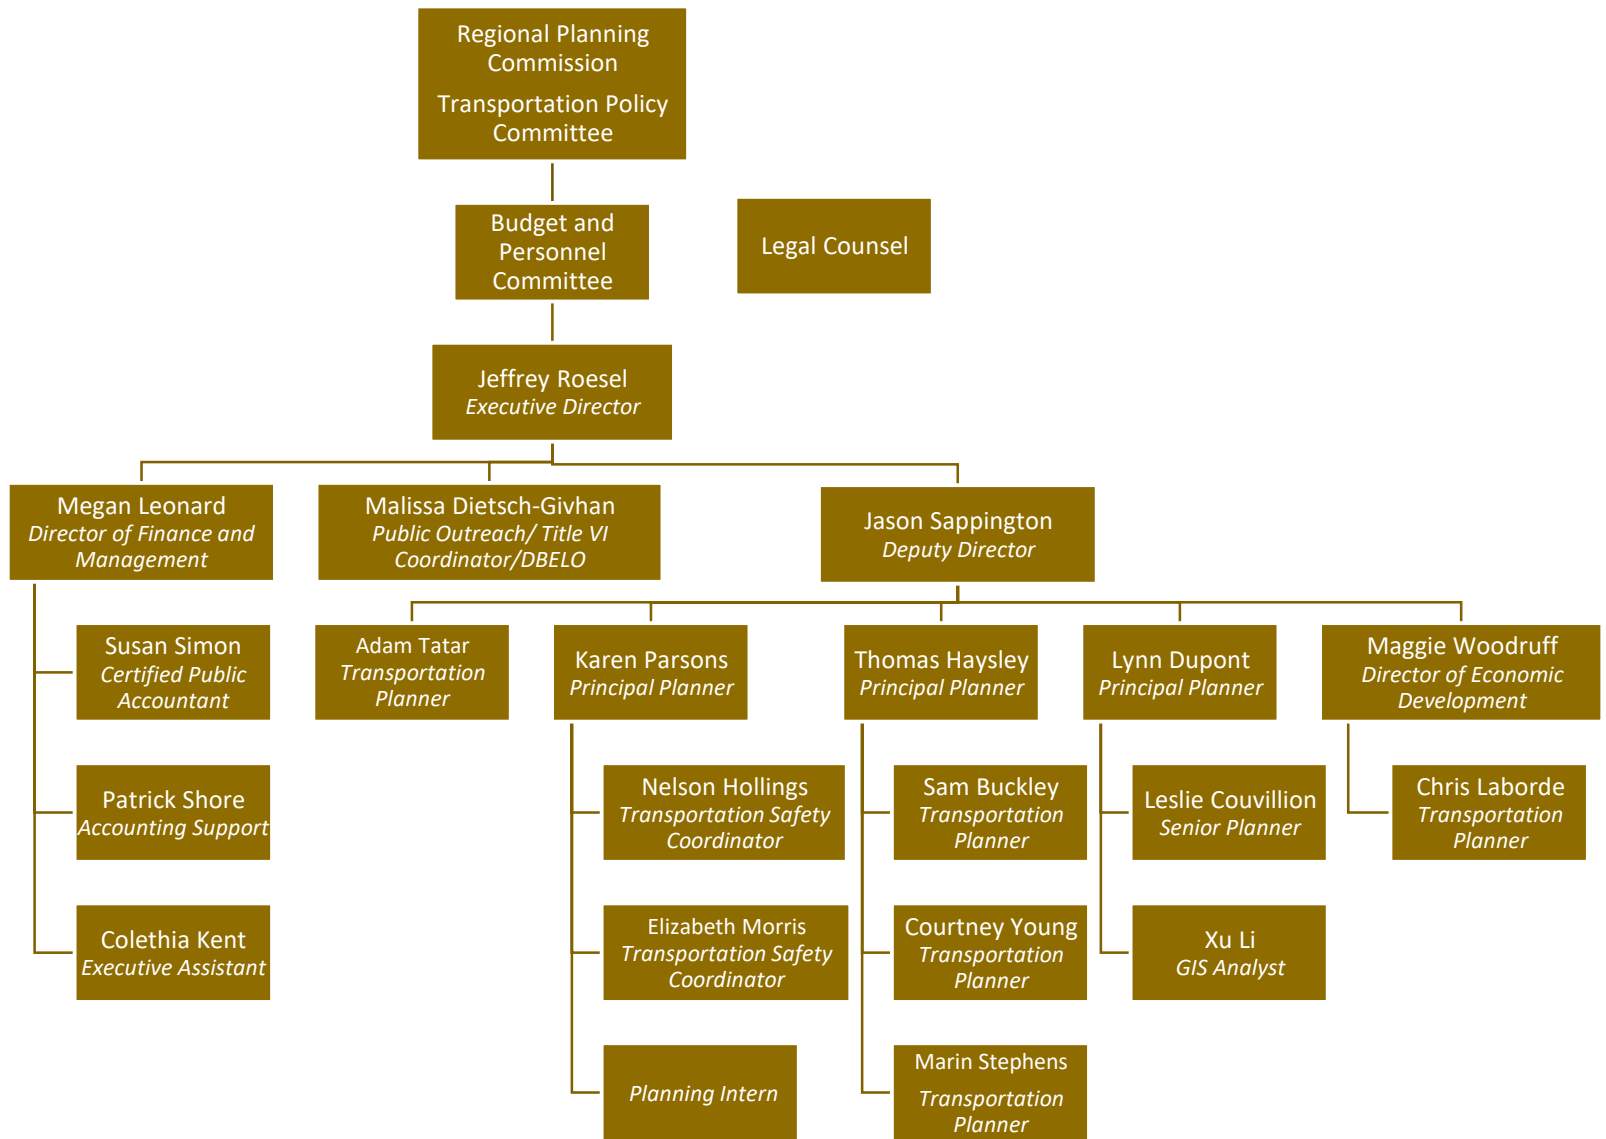 Regional Planning
Commission
Transportation Policy
Committee
Budget and
Personnel
Committee
Legal Counsel
Jeffrey Roesel
Executive Director
Megan Leonard
Director of Finance and
Management
Malissa Dietsch-Givhan
Public Outreach/ Title VI
Coordinator/DBELO
Jason Sappington
Deputy Director
Susan Simon
Certified Public
Accountant
Adam Tatar
Transportation
Planner
Karen Parsons
Principal Planner
Thomas Haysley
Principal Planner
Lynn Dupont
Principal Planner
Maggie Woodruff
Director of Economic
Development
Patrick Shore
Accounting Support
Nelson Hollings
Transportation Safety
Coordinator
Sam Buckley
Transportation
Planner
Leslie Couvillion
Senior Planner
Chris Laborde
Transportation
Planner
Colethia Kent
Executive Assistant
Elizabeth Morris
Transportation Safety
Coordinator
Courtney Young
Transportation
Planner
Xu Li
GIS Analyst
Planning Intern
Marin Stephens
Transportation
Planner